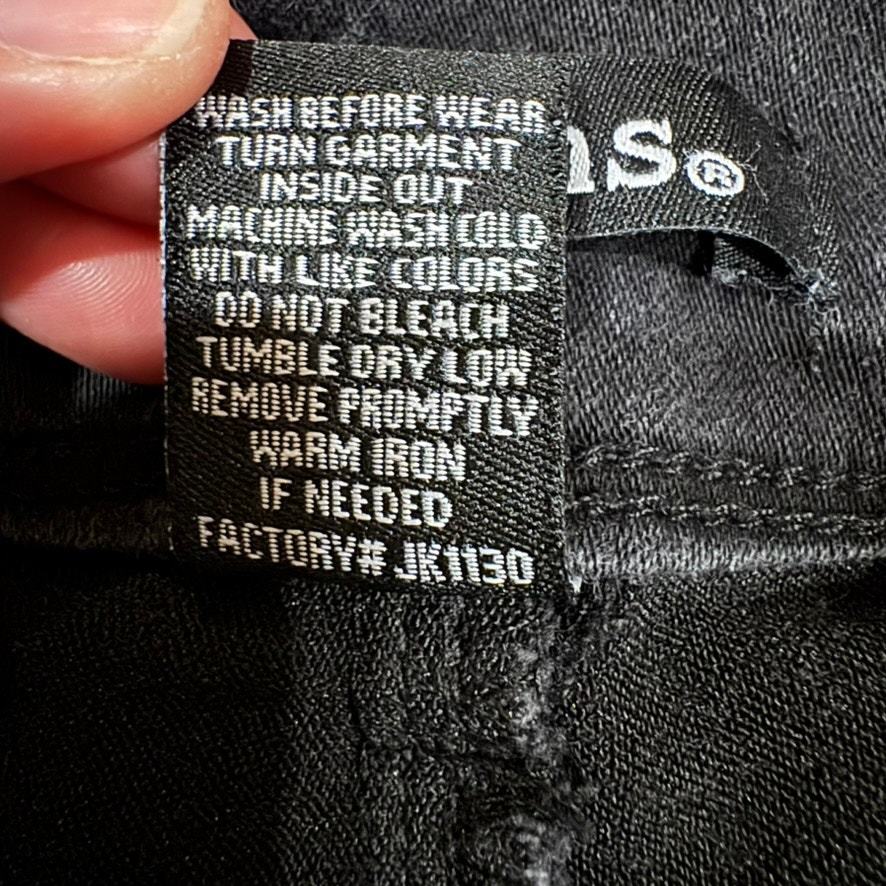 WASH BEFORE WEAR
TURN GARMENT
INSIDE OUT
MACHINE WASH COLD
WITH LIKE COLORS
DO NOT BLEACH
TUMBLE DRY LOW
REMOVE PROMPTLY
WARM IRON
IF NEEDED
FACTORY# JK1130
s®